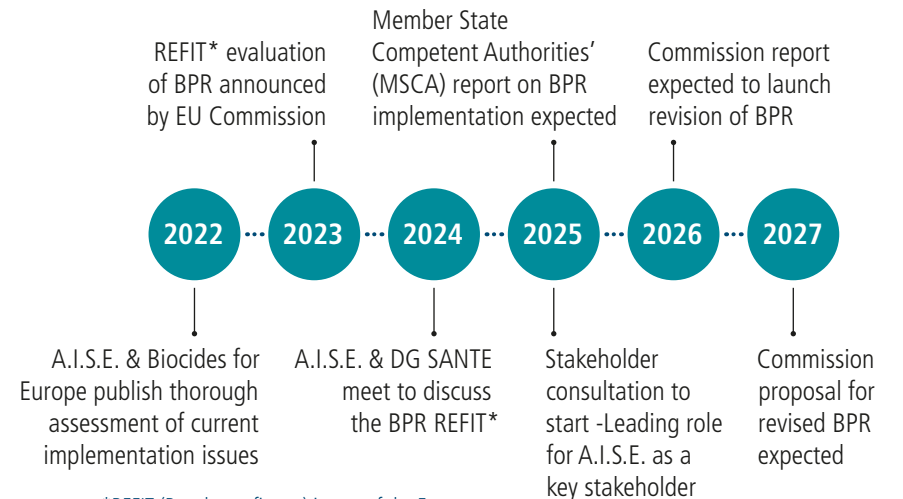 REFIT* evaluation
of BPR announced
by EU Commission
Member State
Competent Authorities’
(MSCA) report on BPR
implementation expected
Commission report
expected to launch
revision of BPR
2022
2023
2024
2025
2026
2027
A.I.S.E. & Biocides for
Europe publish thorough
assessment of current
implementation issues
A.I.S.E. & DG SANTE
meet to discuss
the BPR REFIT*
Stakeholder
consultation to
start -Leading role
for A.I.S.E. as a
key stakeholder
Commission
proposal for
revised BPR
expected